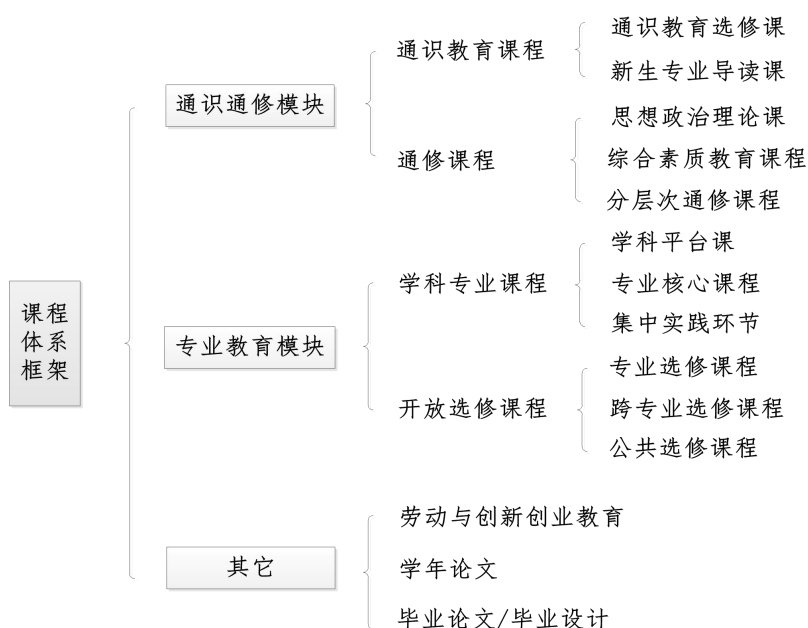 课程
体系
框架
通识通修模块
通识教育课程
通识教育选修课
新生专业导读课
通修课程
思想政治理论课
综合素质教育课程
分层次通修课程
专业教育模块
学科专业课程
学科平台课
专业核心课程
集中实践环节
开放选修课程
专业选修课程
跨专业选修课程
公共选修课程
其它
劳动与创新创业教育
学年论文
毕业论文/毕业设计